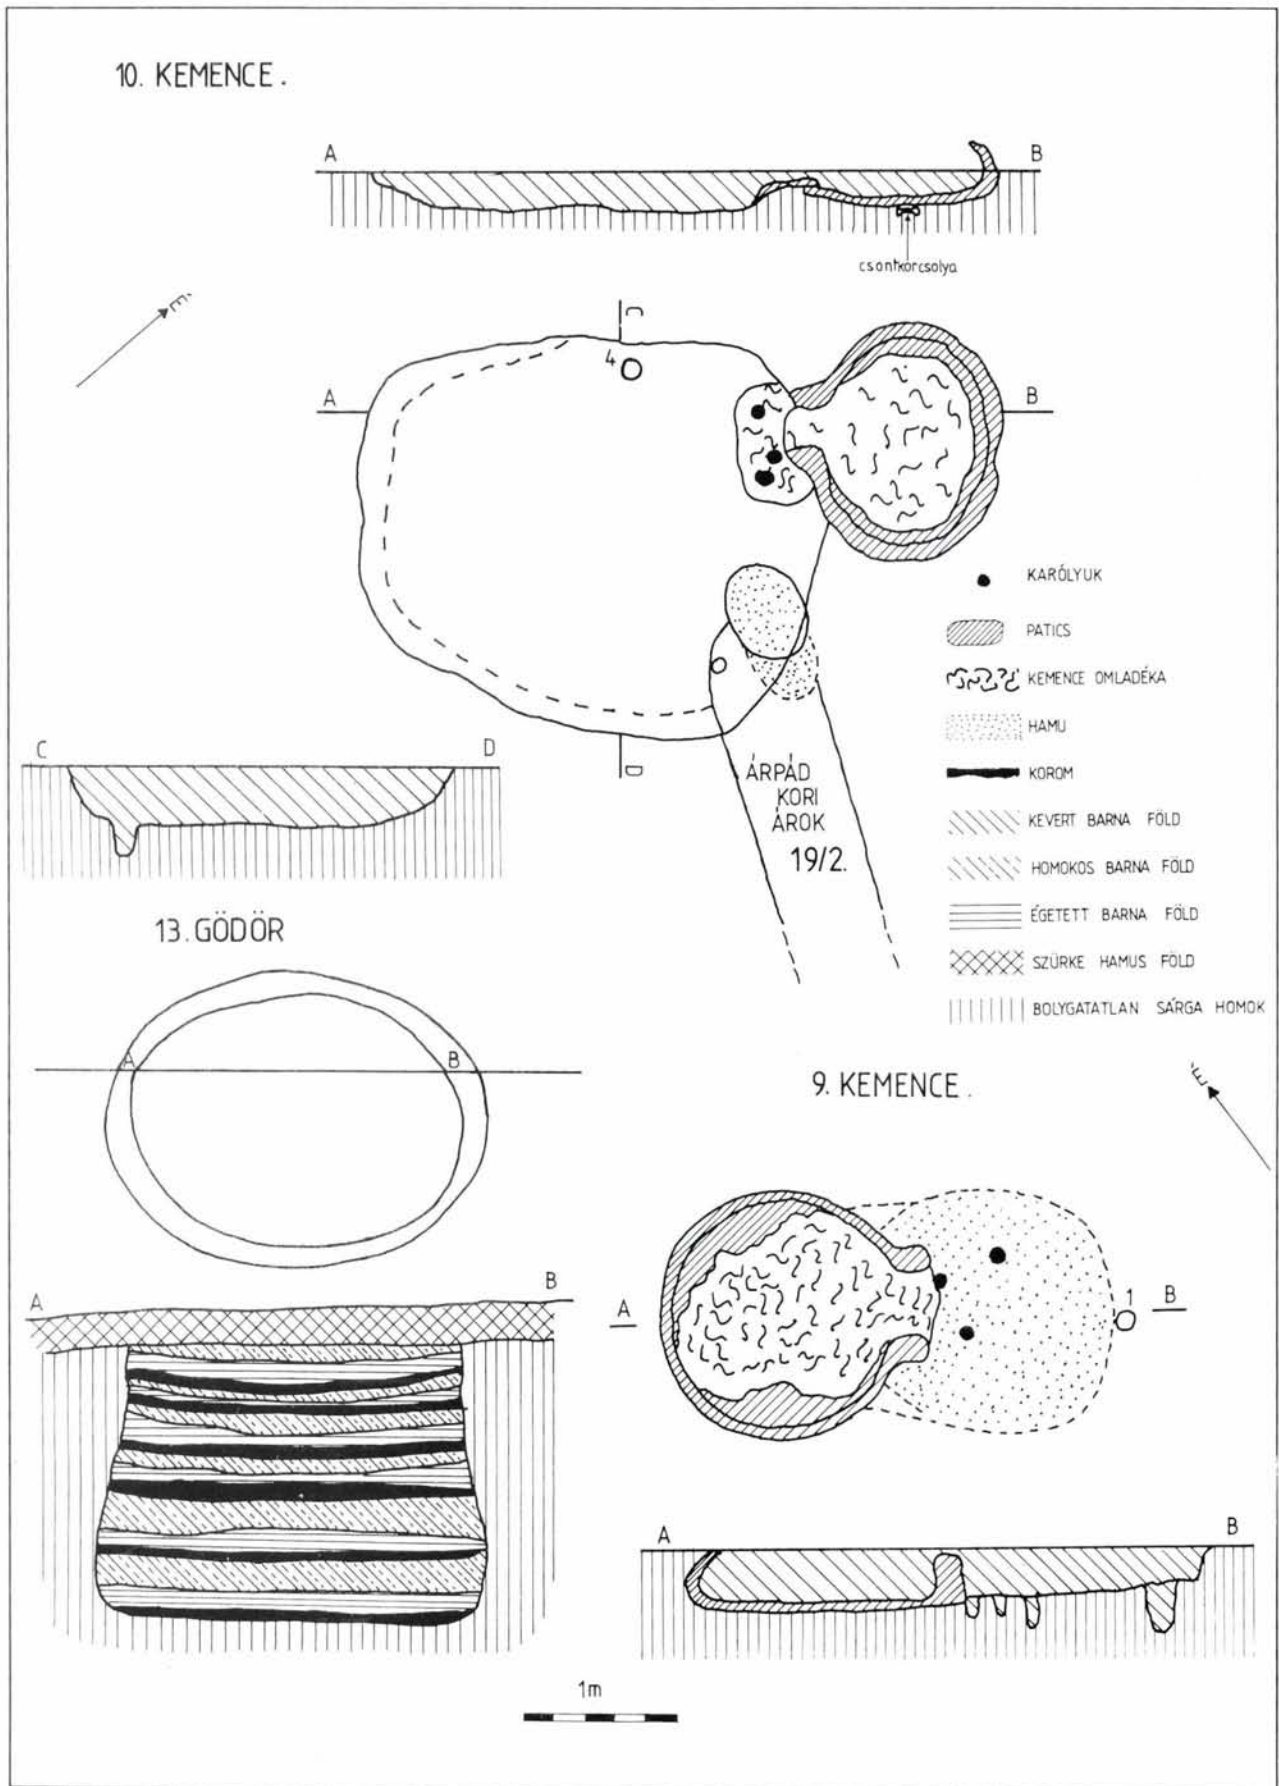 10. KEMENCE.
A
B
csontkorcsolya
É
C
4
A
B
D
KARÓLYUK
PATICS
KEMENCE OMLADÉKA
HAMU
KOROM
KEVERT BARNA FÖLD
HOMOKOS BARNA FÖLD
ÉGETETT BARNA FÖLD
SZÜRKE HAMUS FÖLD
BOLYGATATLAN SÁRGA HOMOK
ÁRPÁD
KORI
ÁROK
19/2.
C
D
13. GÖDÖR
A
B
A
B
9. KEMENCE.
É
A
1
B
A
B
1m